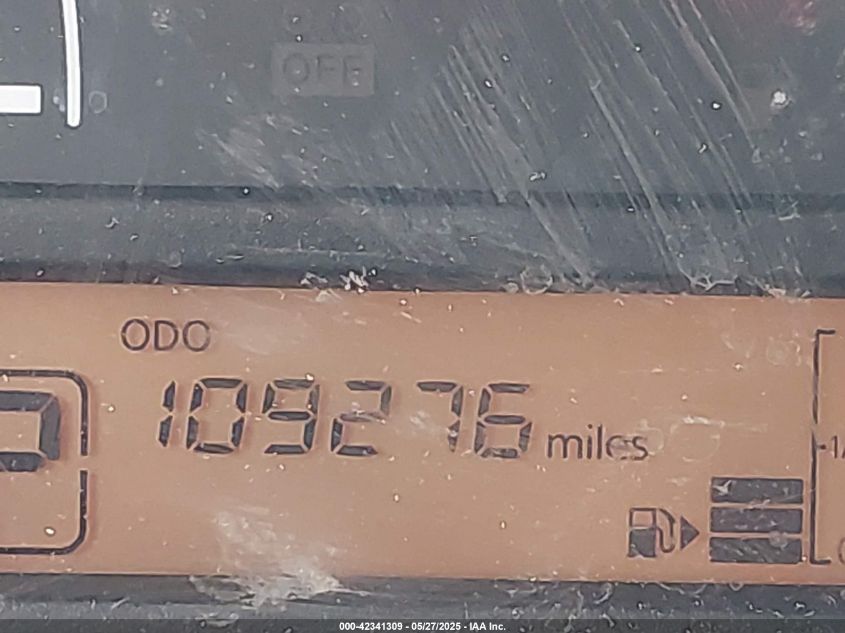 OFF
ODO
109276 miles
000-42341309 - 05/27/2025 - IAA Inc.